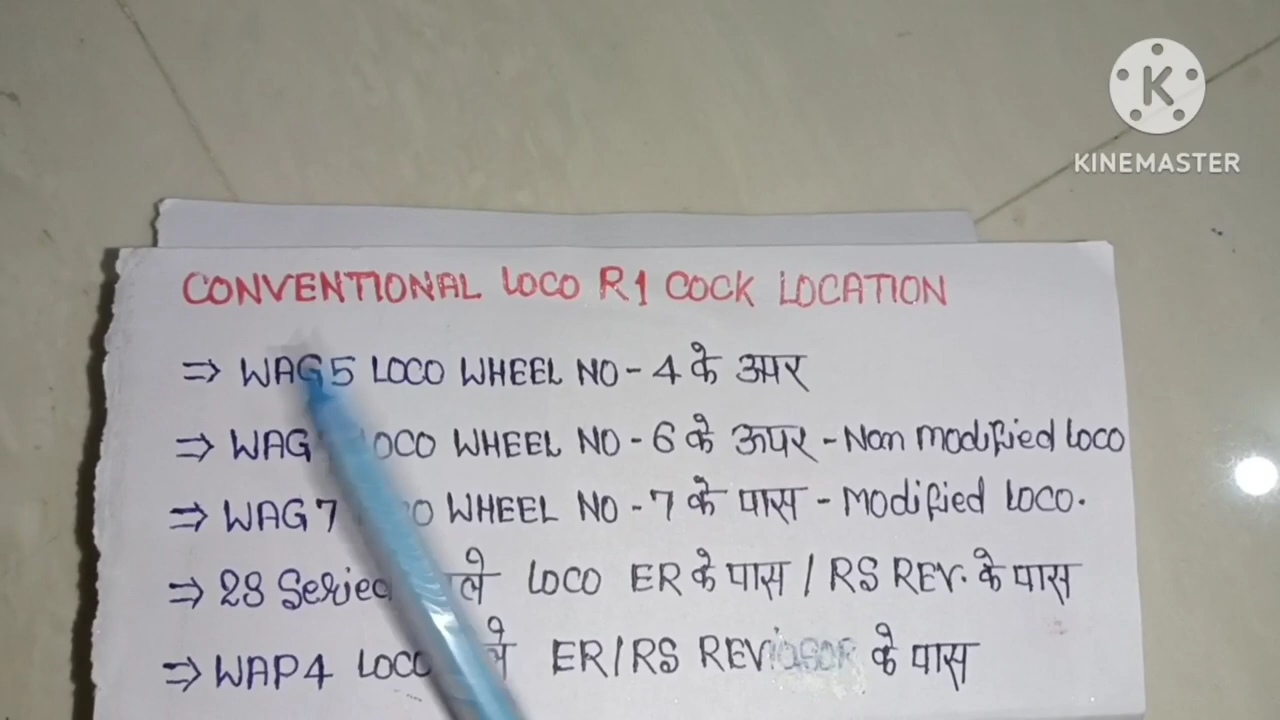 K
KINEMASTER
CONVENTIONAL LOCO R1 COCK LOCATION
⇒ WAG5 LOCO WHEEL NO - 4 के ऊपर
⇒ WAG LOCO WHEEL NO - 6 के ऊपर - Non modified loco
⇒ WAG7 WHEEL NO - 7 के पास - Modified Loco.
⇒ 28 LOCO ER के पास / RS REV. के पास
⇒ WAP4 LOCO ER/RS के पास